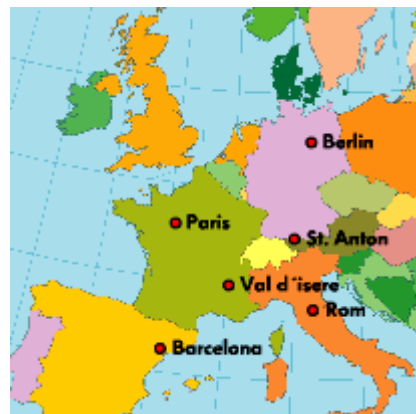 Berlin
Paris
St. Anton
Val d´isere
Rom
Barcelona